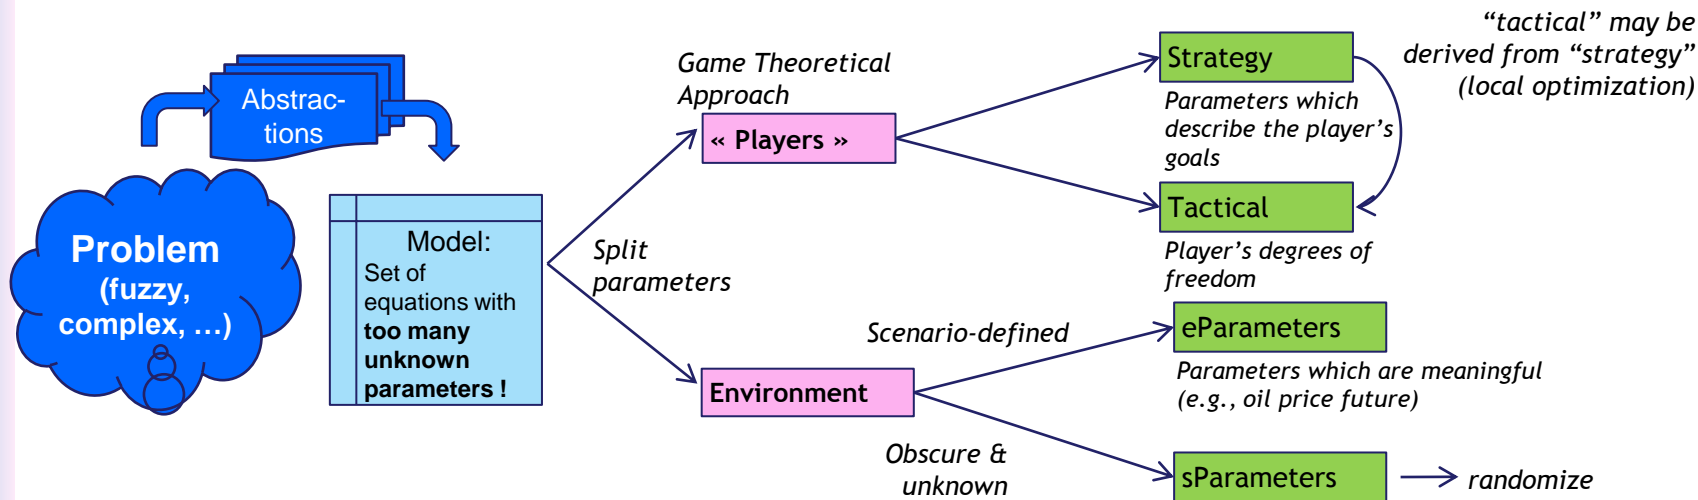 Abstrac-
tions
Problem
(fuzzy,
complex, …)
Model:
Set of
equations with
too many
unknown
parameters !
Split
parameters
Game Theoretical
Approach
« Players »
Strategy
Parameters which
describe the player’s
goals
“tactical” may be
derived from “strategy”
(local optimization)
Tactical
Player’s degrees of
freedom
Environment
Scenario-defined
eParameters
Parameters which are meaningful
(e.g., oil price future)
Obscure &
unknown
sParameters
randomize